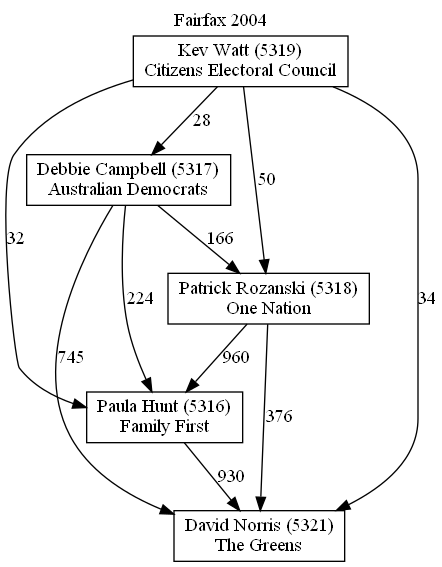 Fairfax 2004
Kev Watt (5319)
Citizens Electoral Council
28
Debbie Campbell (5317)
Australian Democrats
50
32
166
Patrick Rozanski (5318)
One Nation
224
34
745
960
Paula Hunt (5316)
Family First
376
930
David Norris (5321)
The Greens